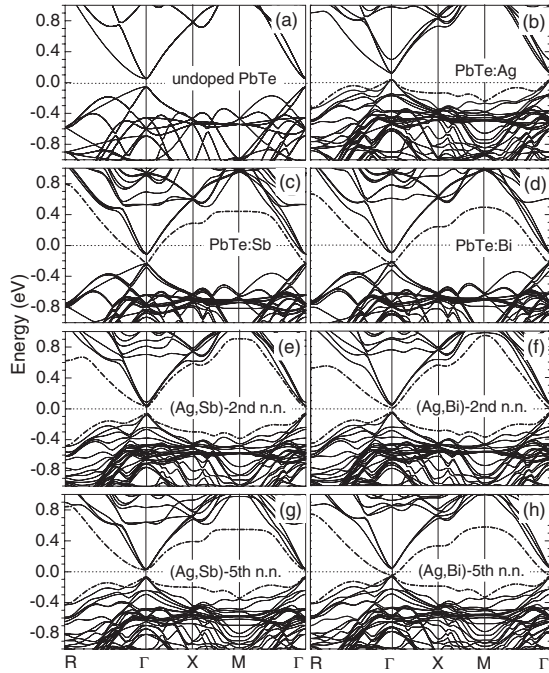 (a)
undoped PbTe
(b)
PbTe:Ag
(c)
PbTe:Sb
(d)
PbTe:Bi
(e)
(Ag,Sb)-2nd n.n.
(f)
(Ag,Bi)-2nd n.n.
(g)
(Ag,Sb)-5th n.n.
(h)
(Ag,Bi)-5th n.n.
Energy (eV)
0.8
0.4
0.0
-0.4
-0.8
0.8
0.4
0.0
-0.4
-0.8
0.8
0.4
0.0
-0.4
-0.8
0.8
0.4
0.0
-0.4
-0.8
R Γ X M Γ R Γ X M Γ